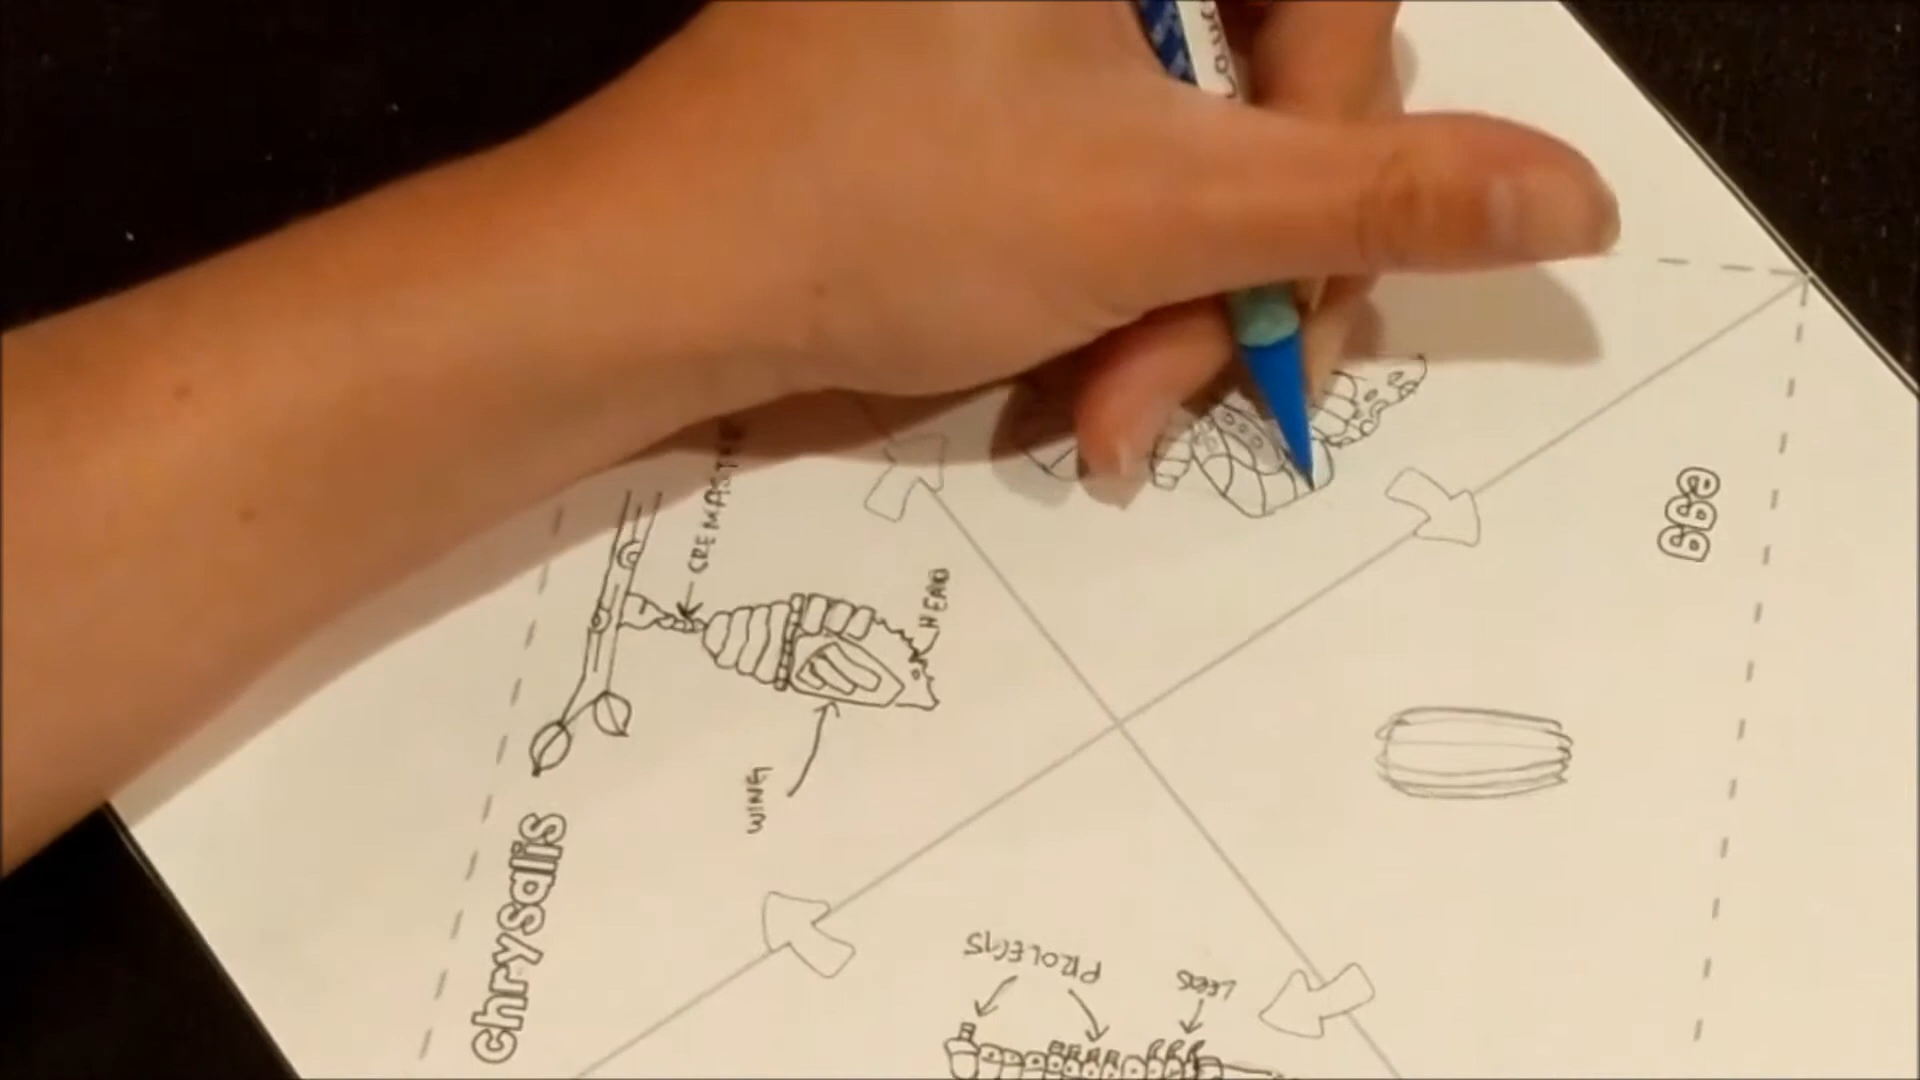 egg
CREMASTER
HEAD
WING
Chrysalis
PROLEGS
LEGS